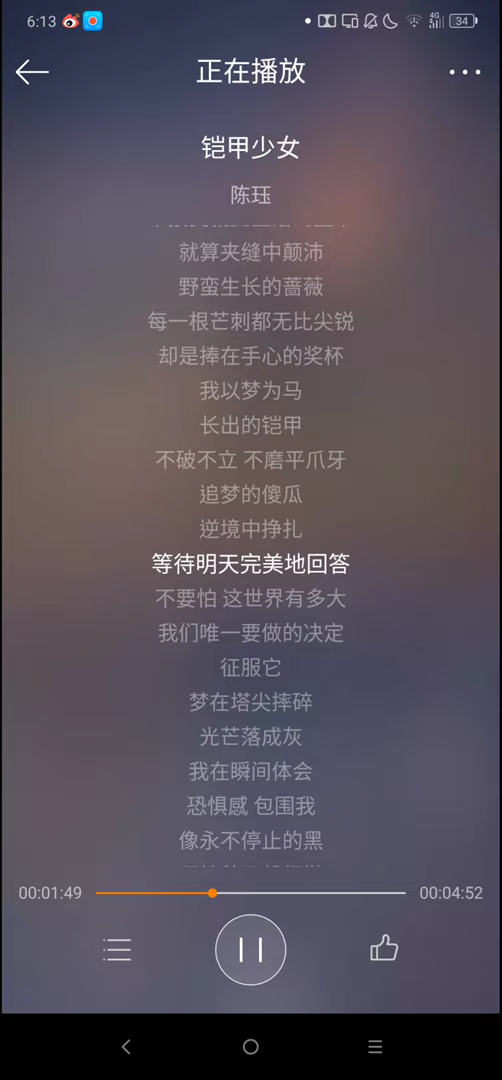 6:13
4G
34
正在播放
铠甲少女
陈珏
就算夹缝中颠沛
野蛮生长的蔷薇
每一根芒刺都无比尖锐
却是捧在手心的奖杯
我以梦为马
长出的铠甲
不破不立 不磨平爪牙
追梦的傻瓜
逆境中挣扎
等待明天完美地回答
不要怕 这世界有多大
我们唯一要做的决定
征服它
梦在塔尖摔碎
光芒落成灰
我在瞬间体会
恐惧感 包围我
像永不停止的黑
00:01:49
00:04:52